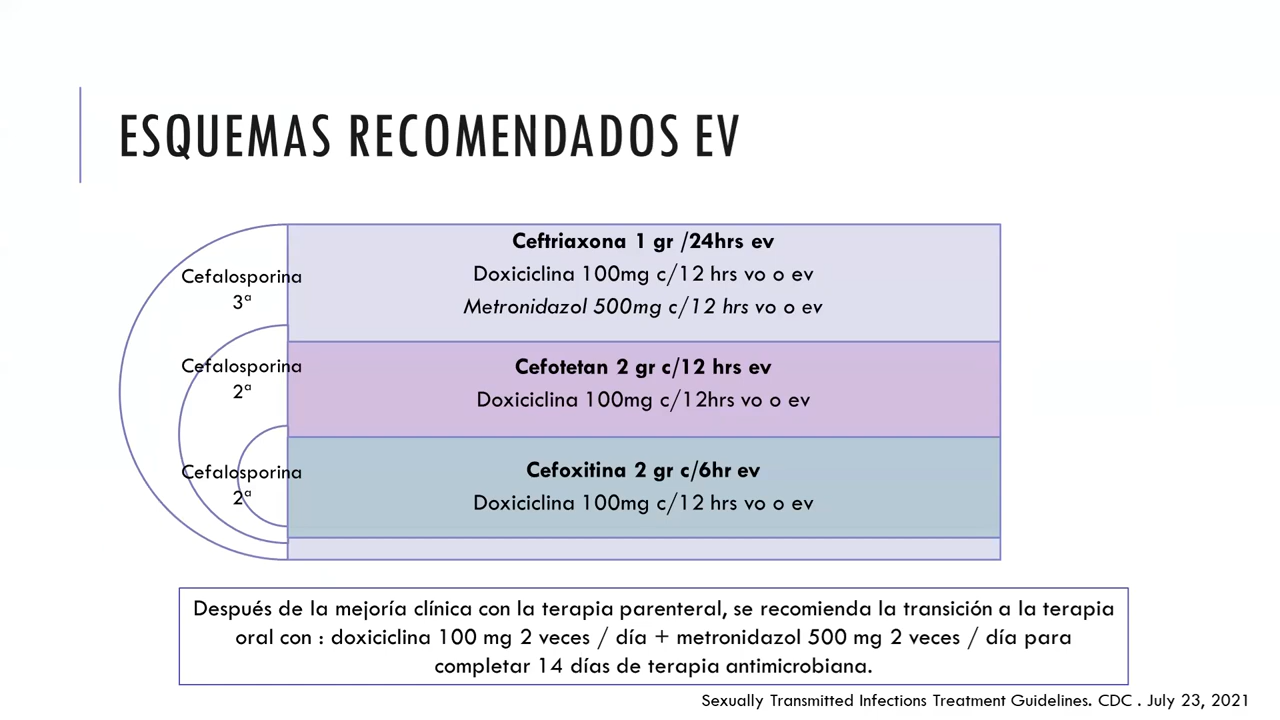 ESQUEMAS RECOMENDADOS EV
Cefalosporina
3ª
Ceftriaxona 1 gr /24hrs ev
Doxiciclina 100mg c/12 hrs vo o ev
Metronidazol 500mg c/12 hrs vo o ev
Cefalosporina
2ª
Cefotetan 2 gr c/12 hrs ev
Doxiciclina 100mg c/12hrs vo o ev
Cefalosporina
2ª
Cefoxitina 2 gr c/6hr ev
Doxiciclina 100mg c/12 hrs vo o ev
Después de la mejoría clínica con la terapia parenteral, se recomienda la transición a la terapia
oral con : doxiciclina 100 mg 2 veces / día + metronidazol 500 mg 2 veces / día para
completar 14 días de terapia antimicrobiana.
Sexually Transmitted Infections Treatment Guidelines. CDC . July 23, 2021